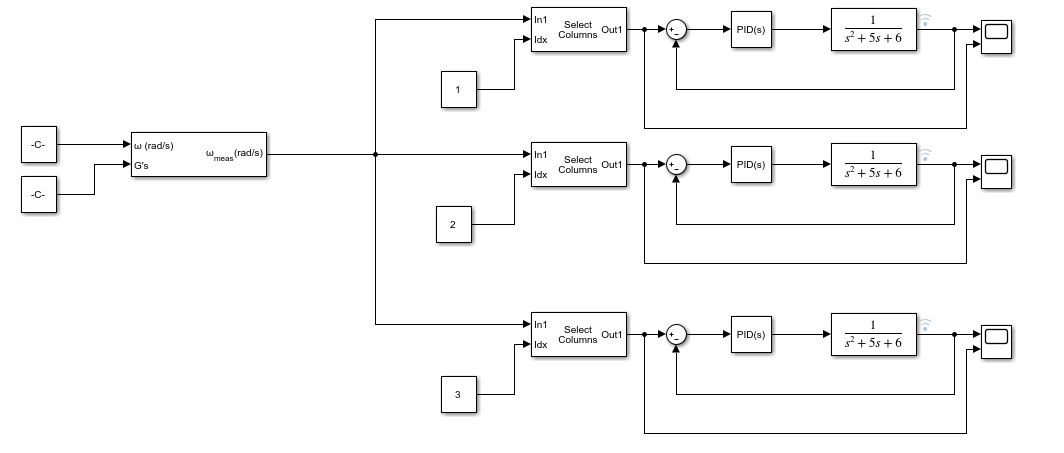 In1
Idx
Select
Columns
Out1
+
−
PID(s)
1
s² + 5s + 6
1
-C-
-C-
ω (rad/s)
G's
ω meas (rad/s)
In1
Idx
Select
Columns
Out1
+
−
PID(s)
1
s² + 5s + 6
2
In1
Idx
Select
Columns
Out1
+
−
PID(s)
1
s² + 5s + 6
3